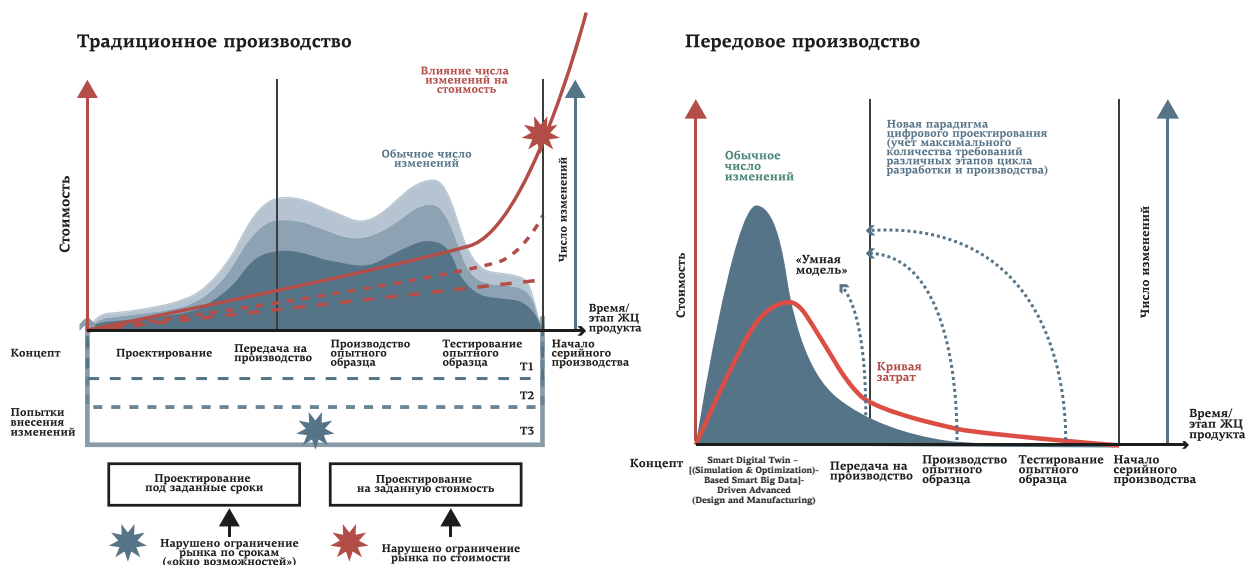 Традиционное производство
Влияние числа
изменений на
стоимость
Обычное число
изменений
Стоимость
Число изменений
Время/
этап ЖЦ
продукта
Концепт
Проектирование
Передача на
производство
Производство
опытного
образца
Тестирование
опытного
образца
Начало
серийного
производства
T1
T2
T3
Попытки
внесения
изменений
Проектирование
под заданные сроки
Проектирование
на заданную стоимость
Нарушено ограничение
рынка по срокам
(«окно возможностей»)
Нарушено ограничение
рынка по стоимости
Передовое производство
Обычное
число
изменений
Новая парадигма
цифрового проектирования
(учет максимального
количества требований
различных этапов цикла
разработки и производства)
«Умная
модель»
Стоимость
Число изменений
Кривая
затрат
Время/
этап ЖЦ
продукта
Концепт
Smart Digital Twin –
[(Simulation & Optimization)-
Based Smart Big Data]-
Driven Advanced
(Design and Manufacturing)
Передача на
производство
Производство
опытного
образца
Тестирование
опытного
образца
Начало
серийного
производства